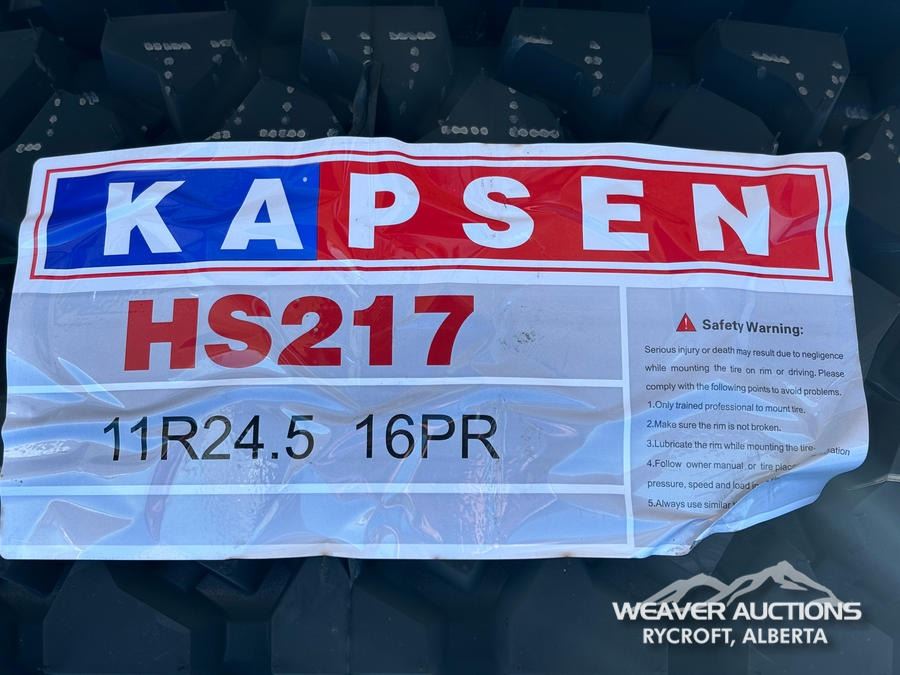 KAPSEN
HS217
11R24.5 16PR
Safety Warning:
Serious injury or death may result due to negligence
while mounting the tire on rim or driving. Please
comply with the following points to avoid problems.
1.Only trained professional to mount tire.
2.Make sure the rim is not broken.
3.Lubricate the rim while mounting the tire
4.Follow owner manual or tire
pressure, speed and load
5.Always use similar
WEAVER AUCTIONS
RYCROFT, ALBERTA